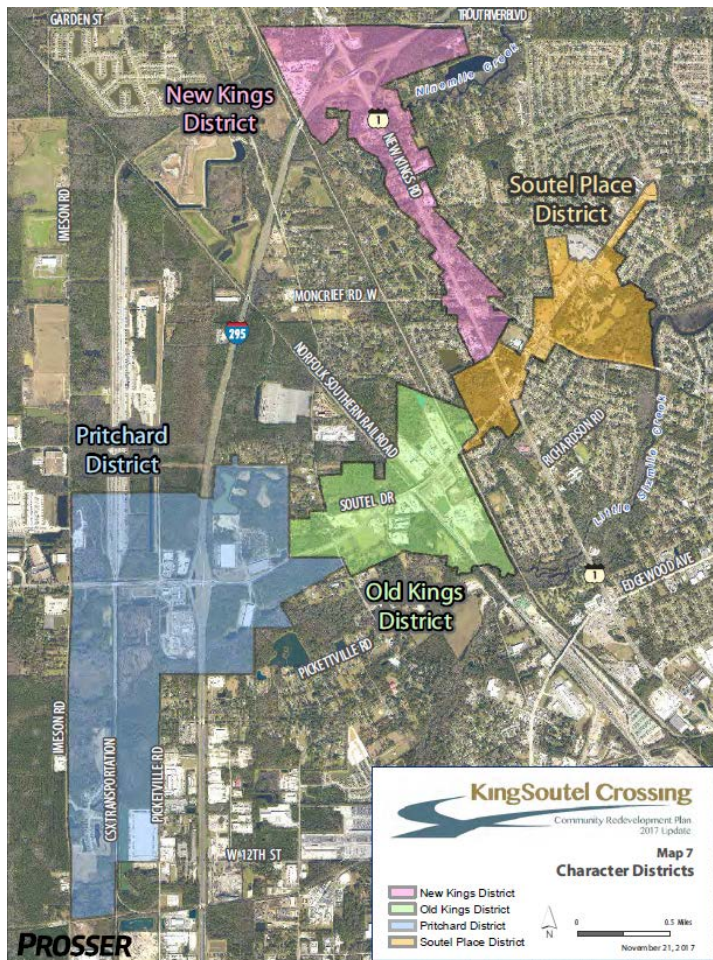 GARDEN ST
TROUT RIVER BLVD
Ninemile Creek
New Kings
District
1
NEW KINGS RD
Soutel Place
District
IMESON RD
MONCRIEF RD W
295
NORFOLK SOUTHERN RAILROAD
Pritchard
District
RICHARDSON RD
Little Sixmile Creek
SOUTEL DR
1
EDGEWOOD AVE
Old Kings
District
PICKETTVILLE RD
IMESON RD
CSX TRANSPORTATION
PICKETVILLE RD
W 12TH ST
KingSoutel Crossing
Community Redevelopment Plan
2017 Update
Map 7
Character Districts
New Kings District
Old Kings District
Pritchard District
Soutel Place District
N
0 0.5 Miles
November 21, 2017
PROSSER